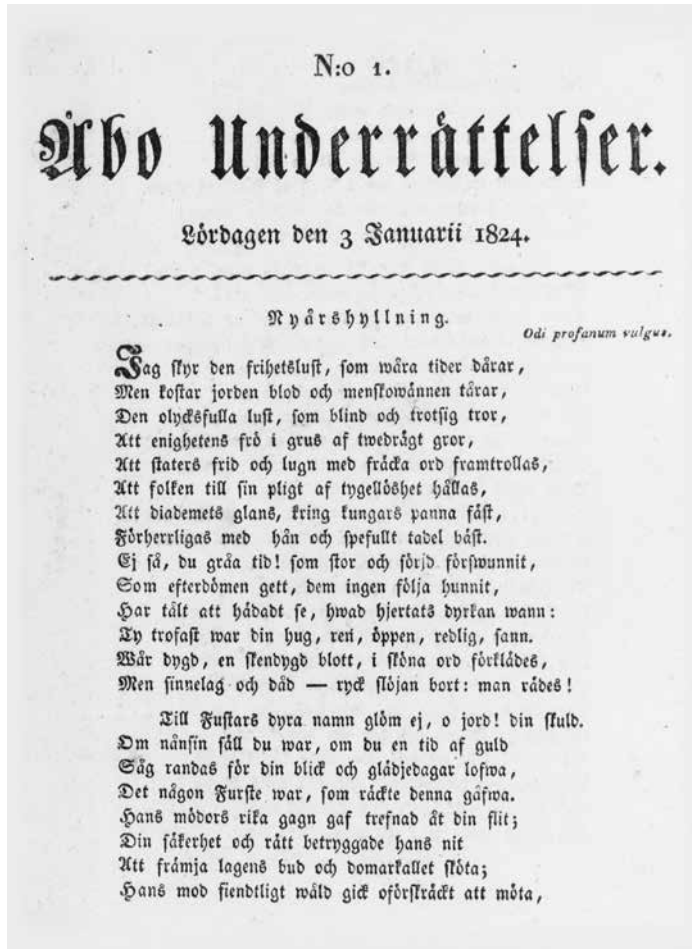 N:o 1.
Åbo Underrättelser.
Lördagen den 3 Januarii 1824.
Nyårshyllning.
Odi profanum vulgus.
Jag skyr den frihetslust, som wåra tider dårar,
Men kostar jorden blod och menskowännen tårar,
Den olycksfulla lust, som blind och trotsig tror,
Att enighetens frö i grus af twedrägt gror,
Att staters frid och lugn med fräcka ord framtrollas,
Att folken till sin pligt af tygellöshet hållas,
Att diademets glans, kring kungars panna fäst,
Förherrligas med hån och spefullt tadel bäst.
Ej så, du gråa tid! som stor och förjd förswunnit,
Som efterdömen gett, dem ingen följa hunnit,
Har tålt att hädadt se, hwad hjertats dyrkan wann:
Ty trofast war din hug, ren, öppen, redlig, sann.
Wår dygd, en skendygd blott, i sköna ord förklädes,
Men sinnelag och dåd — ryck slöjan bort: man rädes!
Till Fustars dyra namn glöm ej, o jord! din skuld.
Om nånsin säll du war, om du en tid af guld
Såg randas för din blick och glädjedagar lofwa,
Det någon Furste war, som räckte denna gåfwa.
Hans mödors rika gagn gaf trefnad åt din flit;
Din säkerhet och rätt betryggade hans nit
Att främja lagens bud och domarkallet sköta;
Hans mod fiendtligt wåld gick oförskräckt att möta,